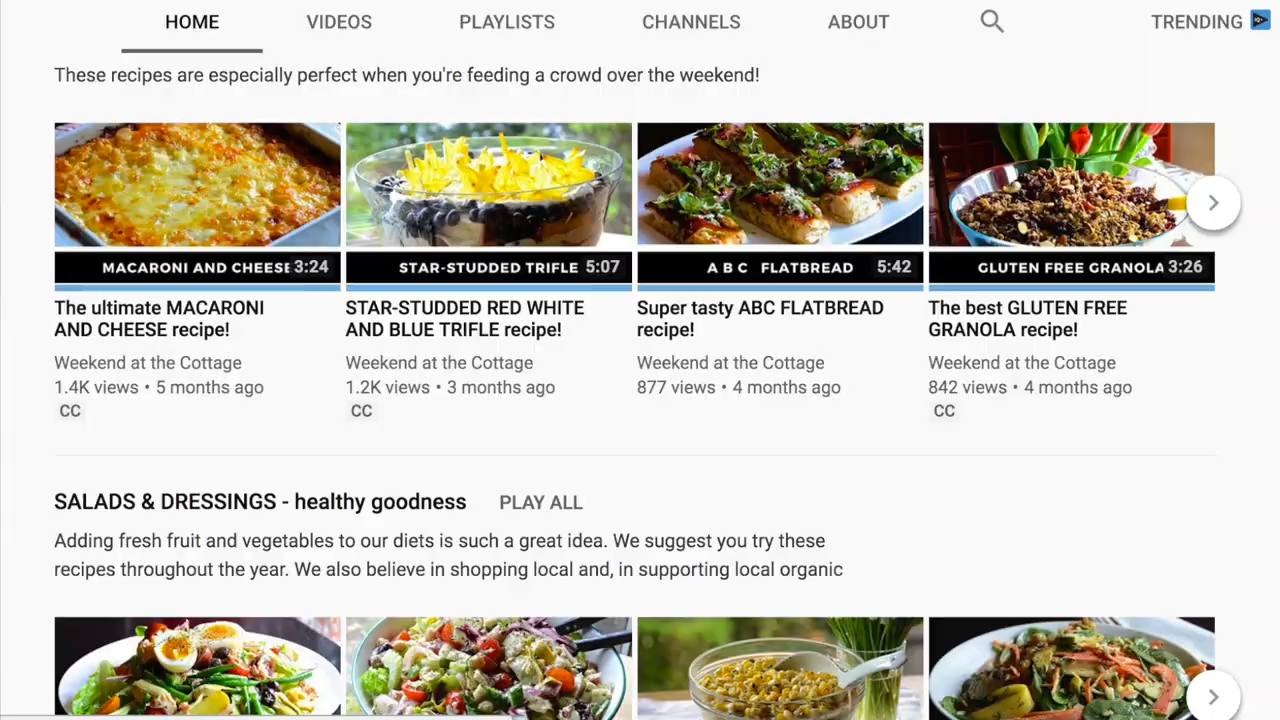 HOME VIDEOS PLAYLISTS CHANNELS ABOUT TRENDING
These recipes are especially perfect when you're feeding a crowd over the weekend!
MACARONI AND CHEESE 3:24
STAR-STUDDED TRIFLE 5:07
A B C FLATBREAD 5:42
GLUTEN FREE GRANOLA 3:26
The ultimate MACARONI
AND CHEESE recipe!
Weekend at the Cottage
1.4K views • 5 months ago
CC
STAR-STUDDED RED WHITE
AND BLUE TRIFLE recipe!
Weekend at the Cottage
1.2K views • 3 months ago
CC
Super tasty ABC FLATBREAD
recipe!
Weekend at the Cottage
877 views • 4 months ago
The best GLUTEN FREE
GRANOLA recipe!
Weekend at the Cottage
842 views • 4 months ago
CC
SALADS & DRESSINGS - healthy goodness PLAY ALL
Adding fresh fruit and vegetables to our diets is such a great idea. We suggest you try these
recipes throughout the year. We also believe in shopping local and, in supporting local organic